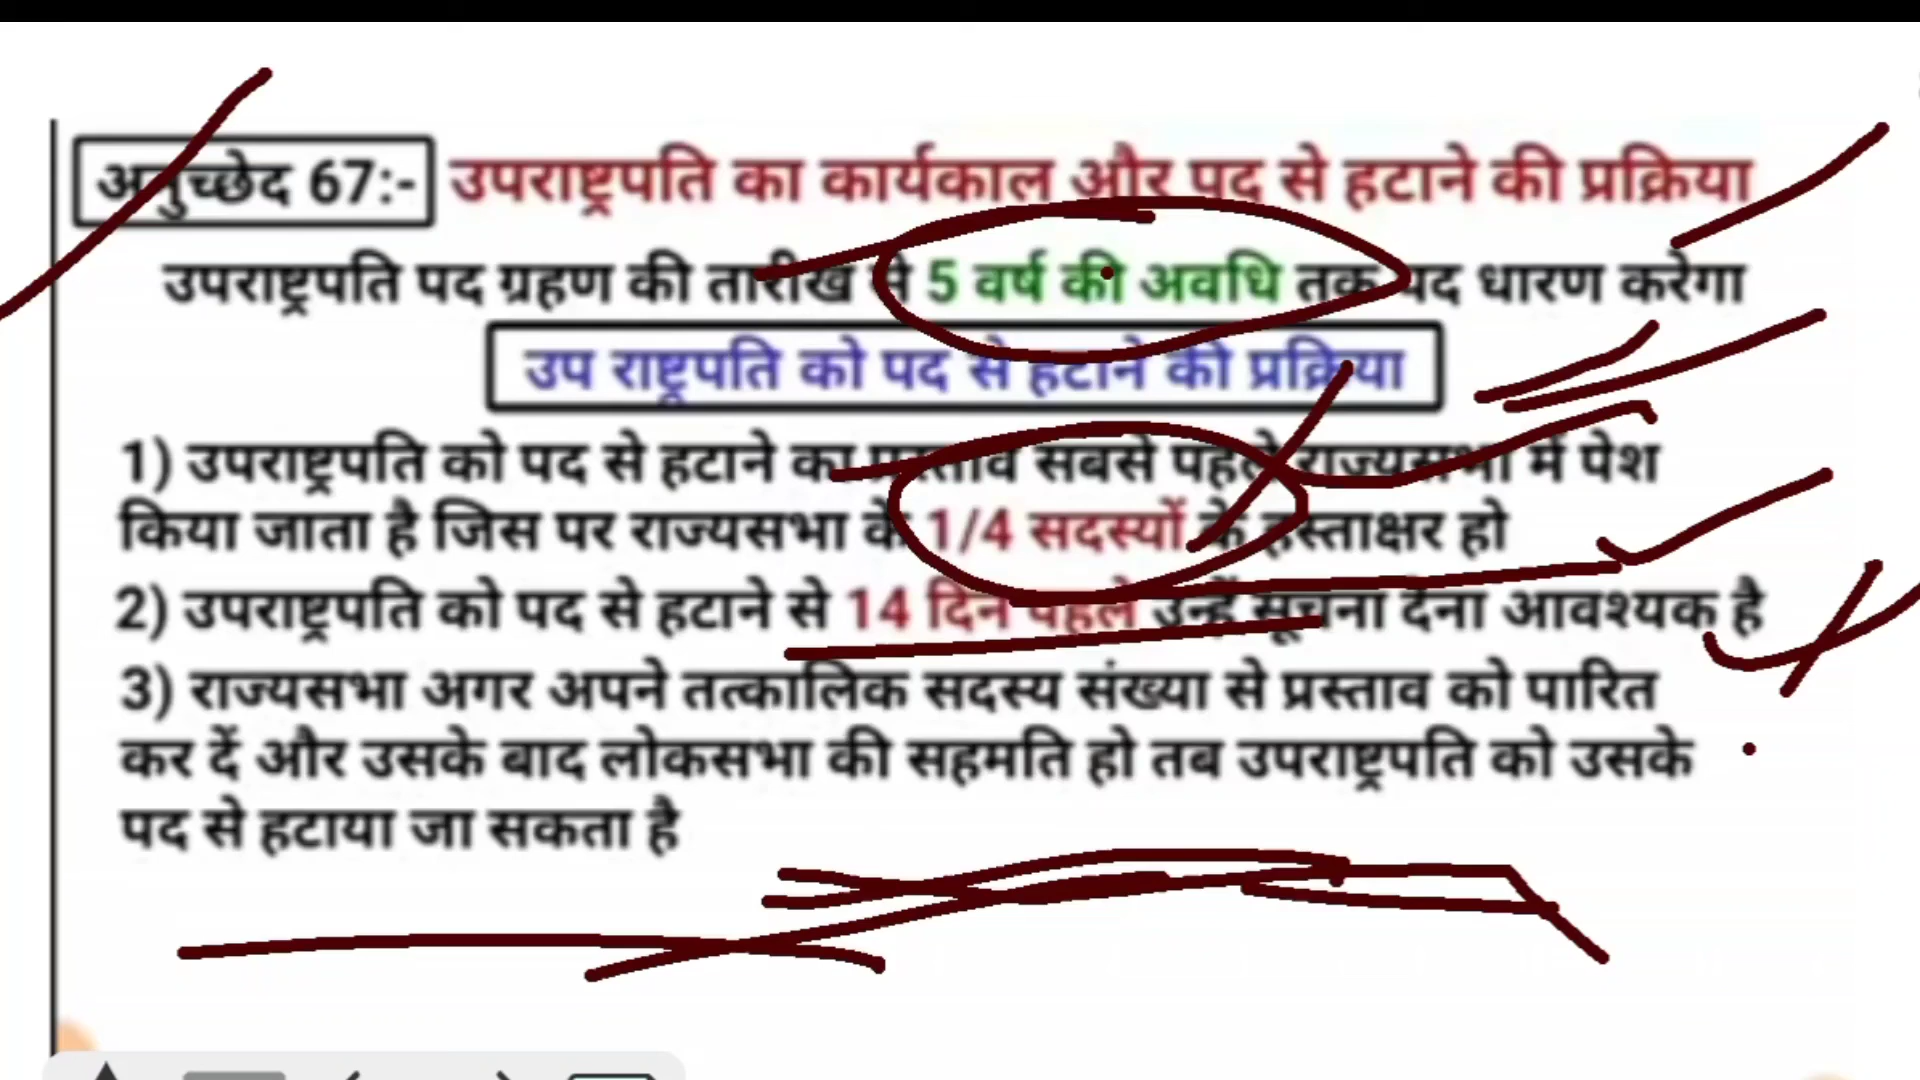 अनुच्छेद 67:- उपराष्ट्रपति का कार्यकाल और पद से हटाने की प्रक्रिया
उपराष्ट्रपति पद ग्रहण की तारीख से 5 वर्ष की अवधि तक पद धारण करेगा
उप राष्ट्रपति को पद से हटाने की प्रक्रिया
1) उपराष्ट्रपति को पद से हटाने का प्रस्ताव सबसे पहले राज्यसभा में पेश
किया जाता है जिस पर राज्यसभा के 1/4 सदस्यों के हस्ताक्षर हो
2) उपराष्ट्रपति को पद से हटाने से 14 दिन पहले उन्हें सूचना देना आवश्यक है
3) राज्यसभा अगर अपने तत्कालिक सदस्य संख्या से प्रस्ताव को पारित
कर दें और उसके बाद लोकसभा की सहमति हो तब उपराष्ट्रपति को उसके
पद से हटाया जा सकता है